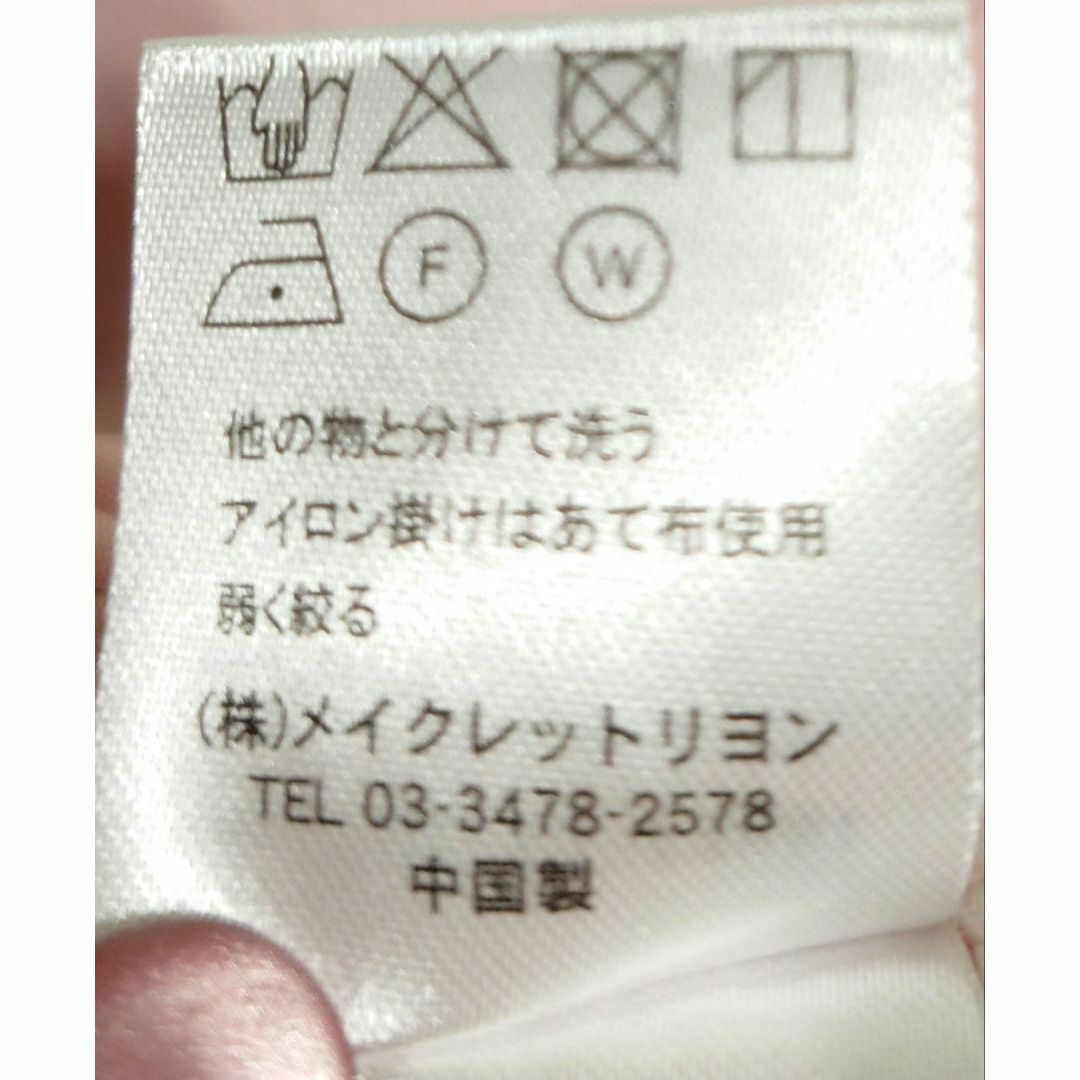 F W
他の物と分けて洗う
アイロン掛けはあて布使用
弱く絞る
(株)メイクレットリヨン
TEL 03-3478-2578
中国製